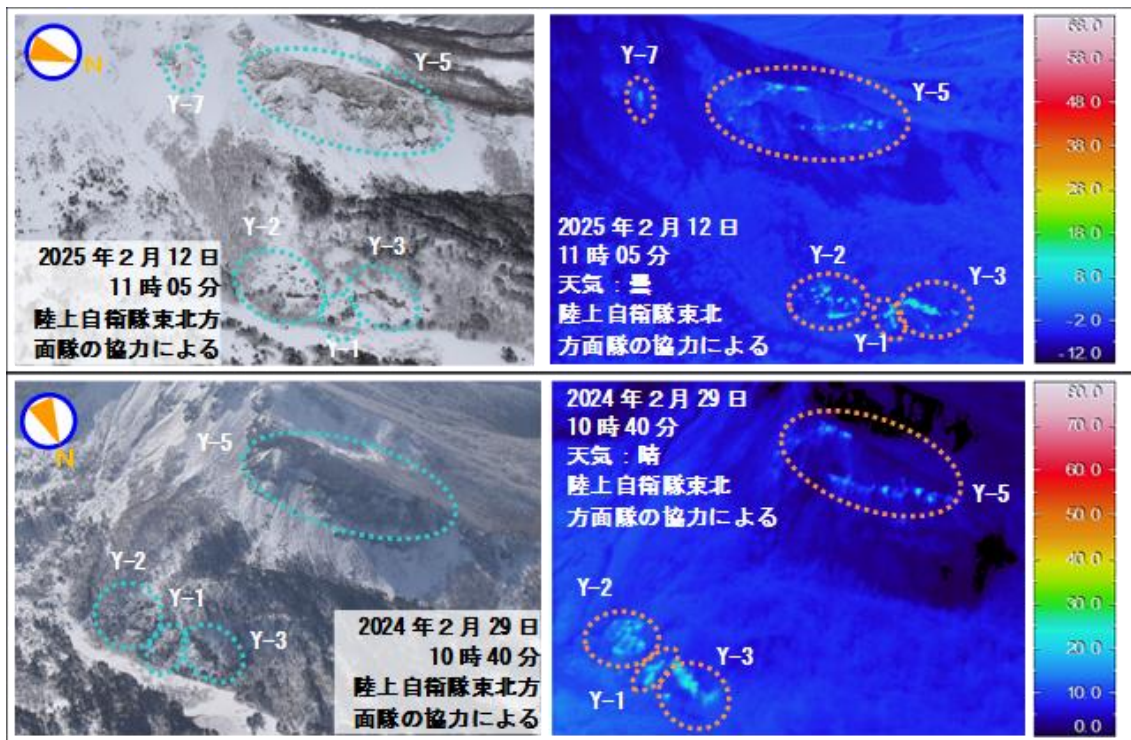 N
Y-7
Y-5
Y-2
Y-3
Y-1
2025年2月12日
11時05分
陸上自衛隊東北方
面隊の協力による
Y-7
Y-5
2025年2月12日
11時05分
天気：曇
陸上自衛隊東北
方面隊の協力による
Y-2
Y-3
Y-1
68.0
58.0
48.0
38.0
28.0
18.0
8.0
-2.0
-12.0
N
Y-5
Y-2
Y-1
Y-3
2024年2月29日
10時40分
陸上自衛隊東北方
面隊の協力による
2024年2月29日
10時40分
天気：晴
陸上自衛隊東北
方面隊の協力による
Y-5
Y-2
Y-3
Y-1
80.0
70.0
60.0
50.0
40.0
30.0
20.0
10.0
0.0